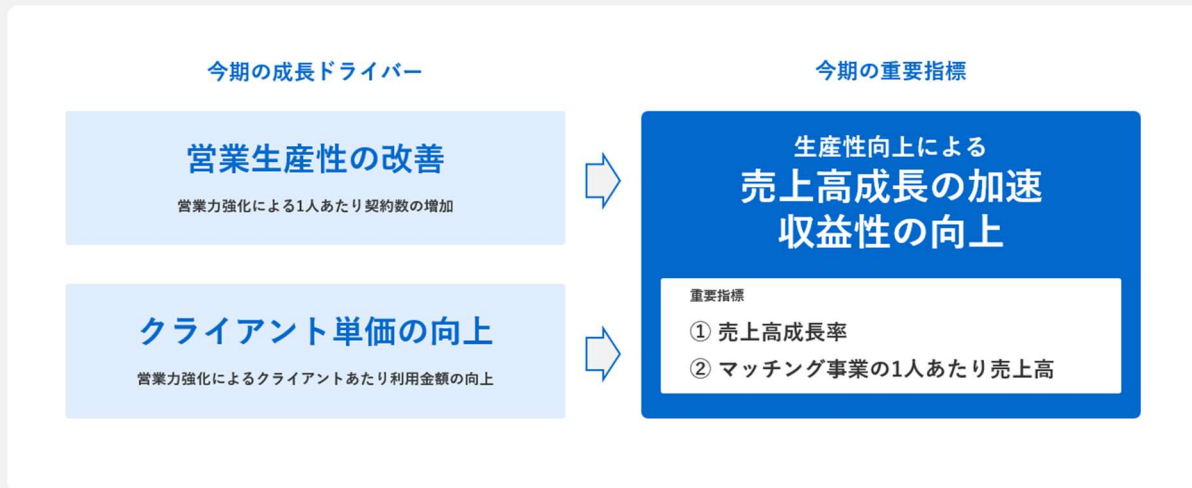 今期の成長ドライバー
営業生産性の改善
営業力強化による1人あたり契約数の増加
クライアント単価の向上
営業力強化によるクライアントあたり利用金額の向上
今期の重要指標
生産性向上による
売上高成長の加速
収益性の向上
重要指標
① 売上高成長率
② マッチング事業の1人あたり売上高